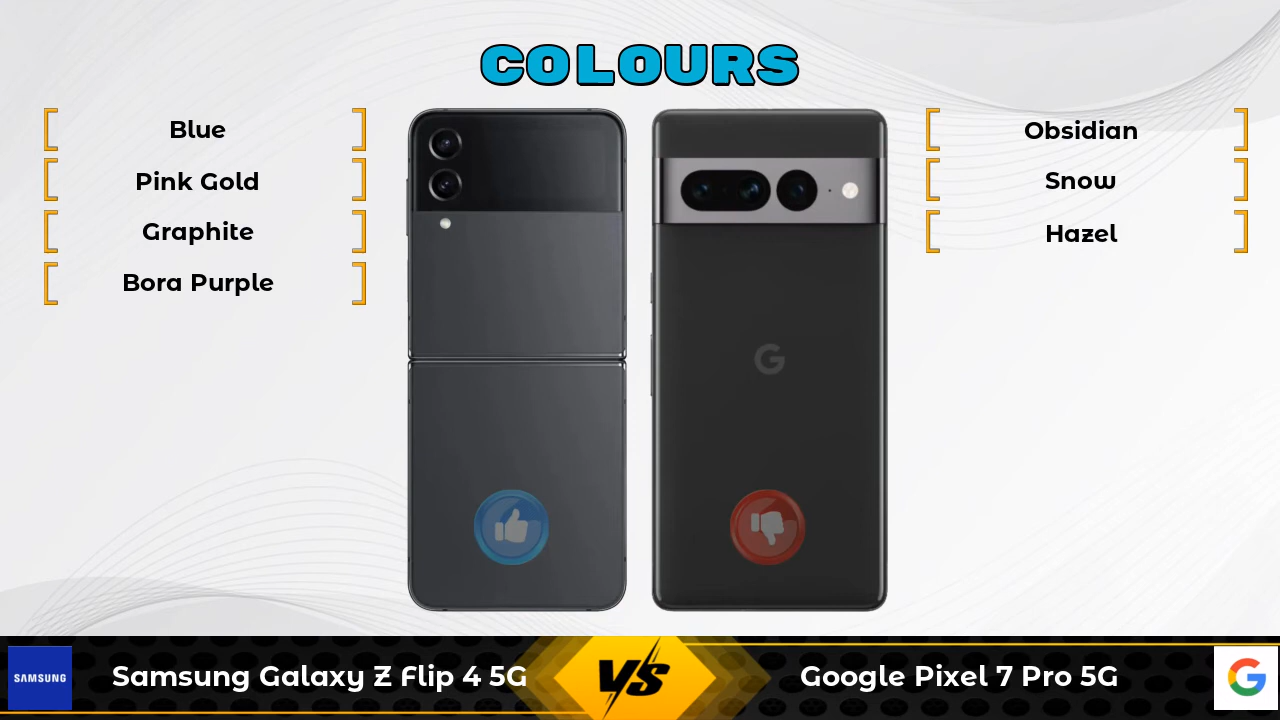 COLOURS
Blue
Pink Gold
Graphite
Bora Purple
Obsidian
Snow
Hazel
G
SAMSUNG
Samsung Galaxy Z Flip 4 5G
VS
Google Pixel 7 Pro 5G
G